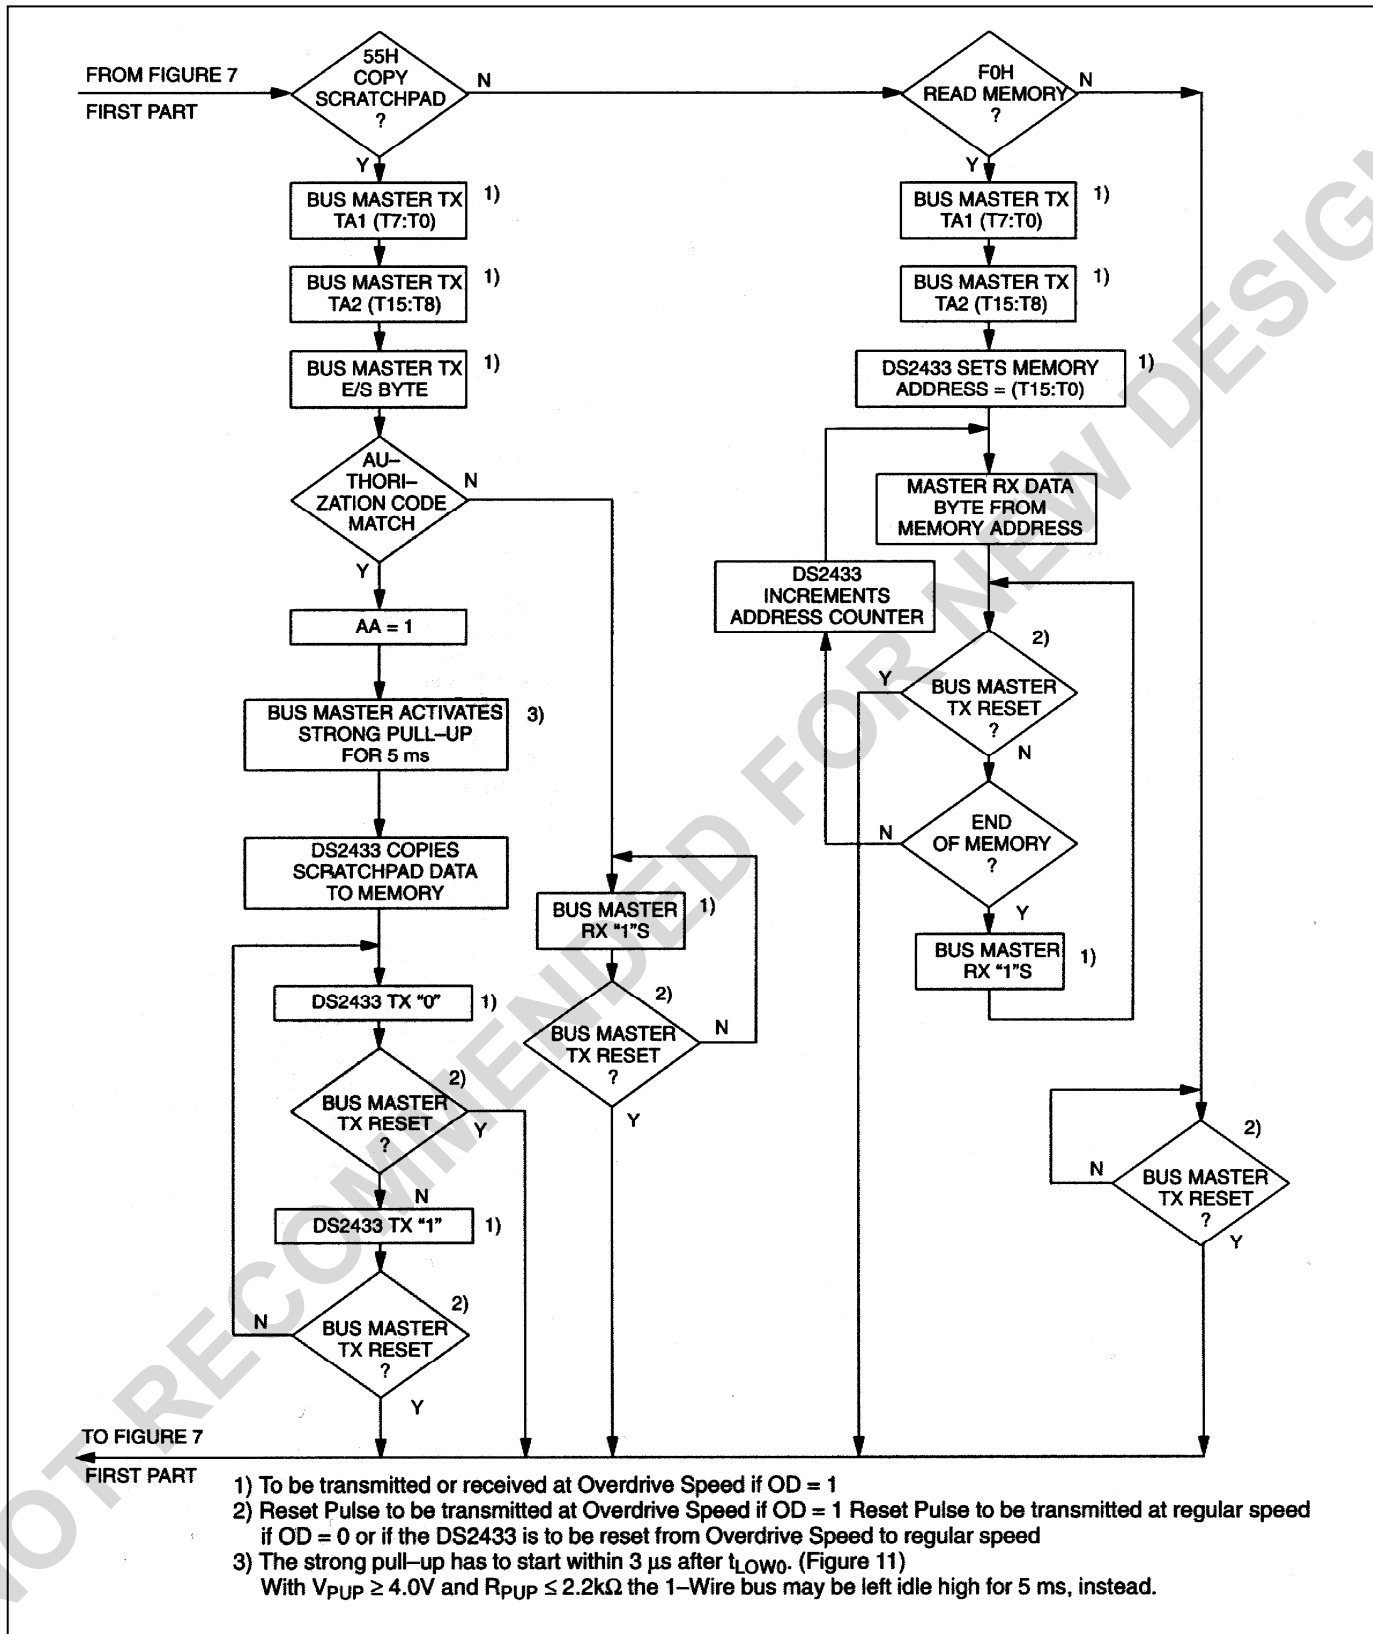 FROM FIGURE 7
FIRST PART
55H
COPY
SCRATCHPAD
?
N
Y
BUS MASTER TX
TA1 (T7:T0)
1)
BUS MASTER TX
TA2 (T15:T8)
1)
BUS MASTER TX
E/S BYTE
1)
AU–
THORI–
ZATION CODE
MATCH
N
Y
AA = 1
BUS MASTER ACTIVATES
STRONG PULL–UP
FOR 5 ms
3)
DS2433 COPIES
SCRATCHPAD DATA
TO MEMORY
DS2433 TX “0”
1)
2)
BUS MASTER
TX RESET
?
Y
N
DS2433 TX “1”
1)
2)
BUS MASTER
TX RESET
?
N
Y
BUS MASTER
RX “1”S
1)
2)
BUS MASTER
TX RESET
?
N
Y
F0H
READ MEMORY
?
N
Y
BUS MASTER TX
TA1 (T7:T0)
1)
BUS MASTER TX
TA2 (T15:T8)
1)
DS2433 SETS MEMORY
ADDRESS = (T15:T0)
1)
MASTER RX DATA
BYTE FROM
MEMORY ADDRESS
DS2433
INCREMENTS
ADDRESS COUNTER
2)
BUS MASTER
TX RESET
?
Y
N
END
OF MEMORY
?
N
Y
BUS MASTER
RX “1”S
1)
2)
BUS MASTER
TX RESET
?
N
Y
TO FIGURE 7
FIRST PART
1) To be transmitted or received at Overdrive Speed if OD = 1
2) Reset Pulse to be transmitted at Overdrive Speed if OD = 1 Reset Pulse to be transmitted at regular speed
if OD = 0 or if the DS2433 is to be reset from Overdrive Speed to regular speed
3) The strong pull–up has to start within 3 µs after tLOW0. (Figure 11)
With VPUP ≥ 4.0V and RPUP ≤ 2.2kΩ the 1–Wire bus may be left idle high for 5 ms, instead.
NOT RECOMMENDED FOR NEW DESIGN